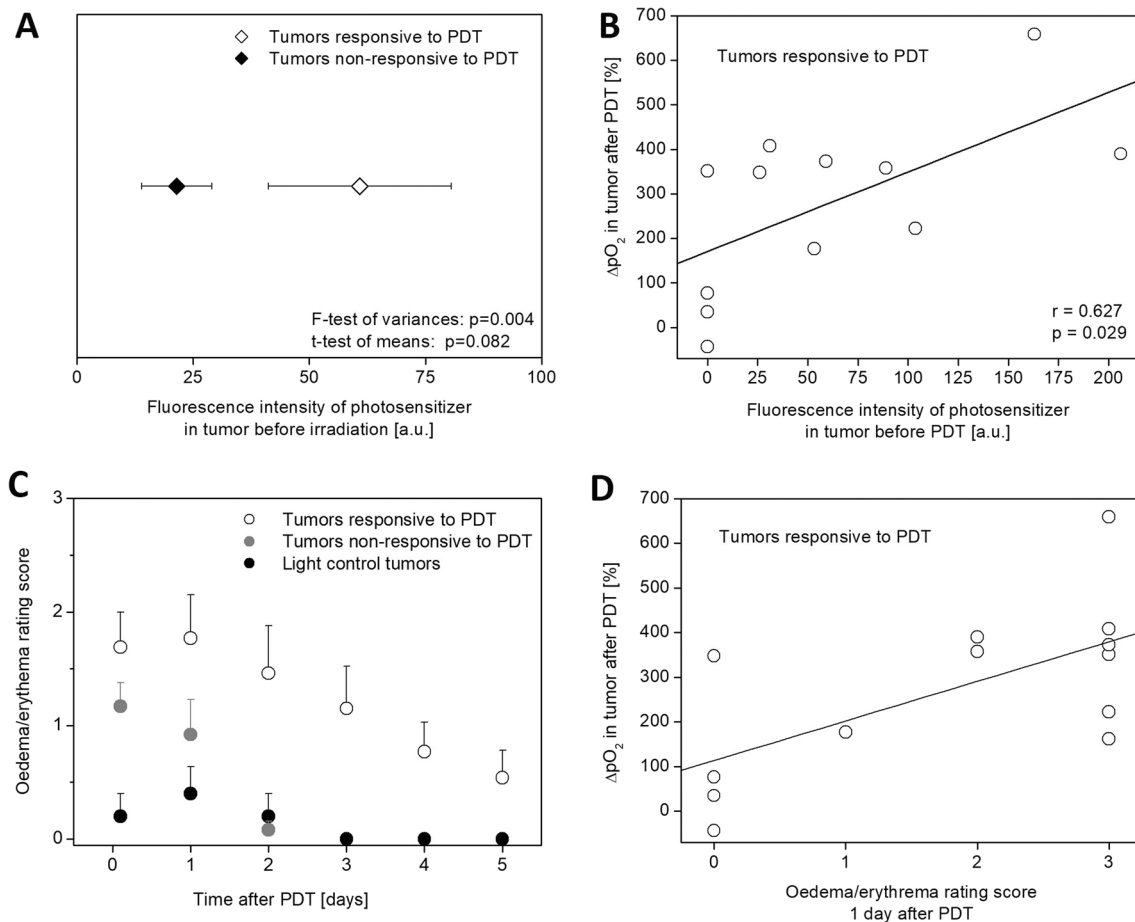 A
Tumors responsive to PDT
Tumors non-responsive to PDT
F-test of variances: p=0.004
t-test of means: p=0.082
0 25 50 75 100
Fluorescence intensity of photosensitizer
in tumor before irradiation [a.u.]
B
700
600
500
400
300
200
100
0
ΔpO2 in tumor after PDT [%]
Tumors responsive to PDT
r = 0.627
p = 0.029
0 25 50 75 100 125 150 175 200
Fluorescence intensity of photosensitizer
in tumor before PDT [a.u.]
C
3
2
1
0
Oedema/erythema rating score
Tumors responsive to PDT
Tumors non-responsive to PDT
Light control tumors
0 1 2 3 4 5
Time after PDT [days]
D
700
600
500
400
300
200
100
0
ΔpO2 in tumor after PDT [%]
Tumors responsive to PDT
0 1 2 3
Oedema/erythrema rating score
1 day after PDT